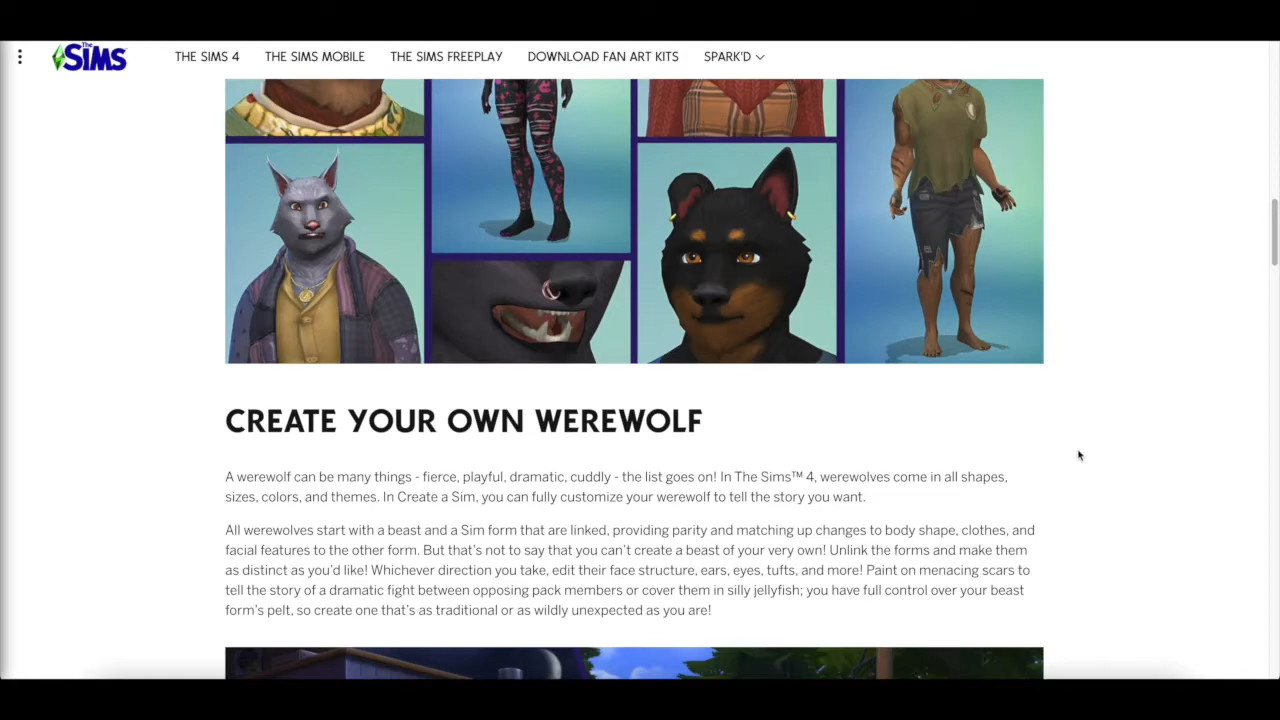 The SIMS
THE SIMS 4 THE SIMS MOBILE THE SIMS FREEPLAY DOWNLOAD FAN ART KITS SPARK'D
CREATE YOUR OWN WEREWOLF
A werewolf can be many things - fierce, playful, dramatic, cuddly - the list goes on! In The Sims™ 4, werewolves come in all shapes,
sizes, colors, and themes. In Create a Sim, you can fully customize your werewolf to tell the story you want.
All werewolves start with a beast and a Sim form that are linked, providing parity and matching up changes to body shape, clothes, and
facial features to the other form. But that's not to say that you can't create a beast of your very own! Unlink the forms and make them
as distinct as you'd like! Whichever direction you take, edit their face structure, ears, eyes, tufts, and more! Paint on menacing scars to
tell the story of a dramatic fight between opposing pack members or cover them in silly jellyfish; you have full control over your beast
form's pelt, so create one that's as traditional or as wildly unexpected as you are!